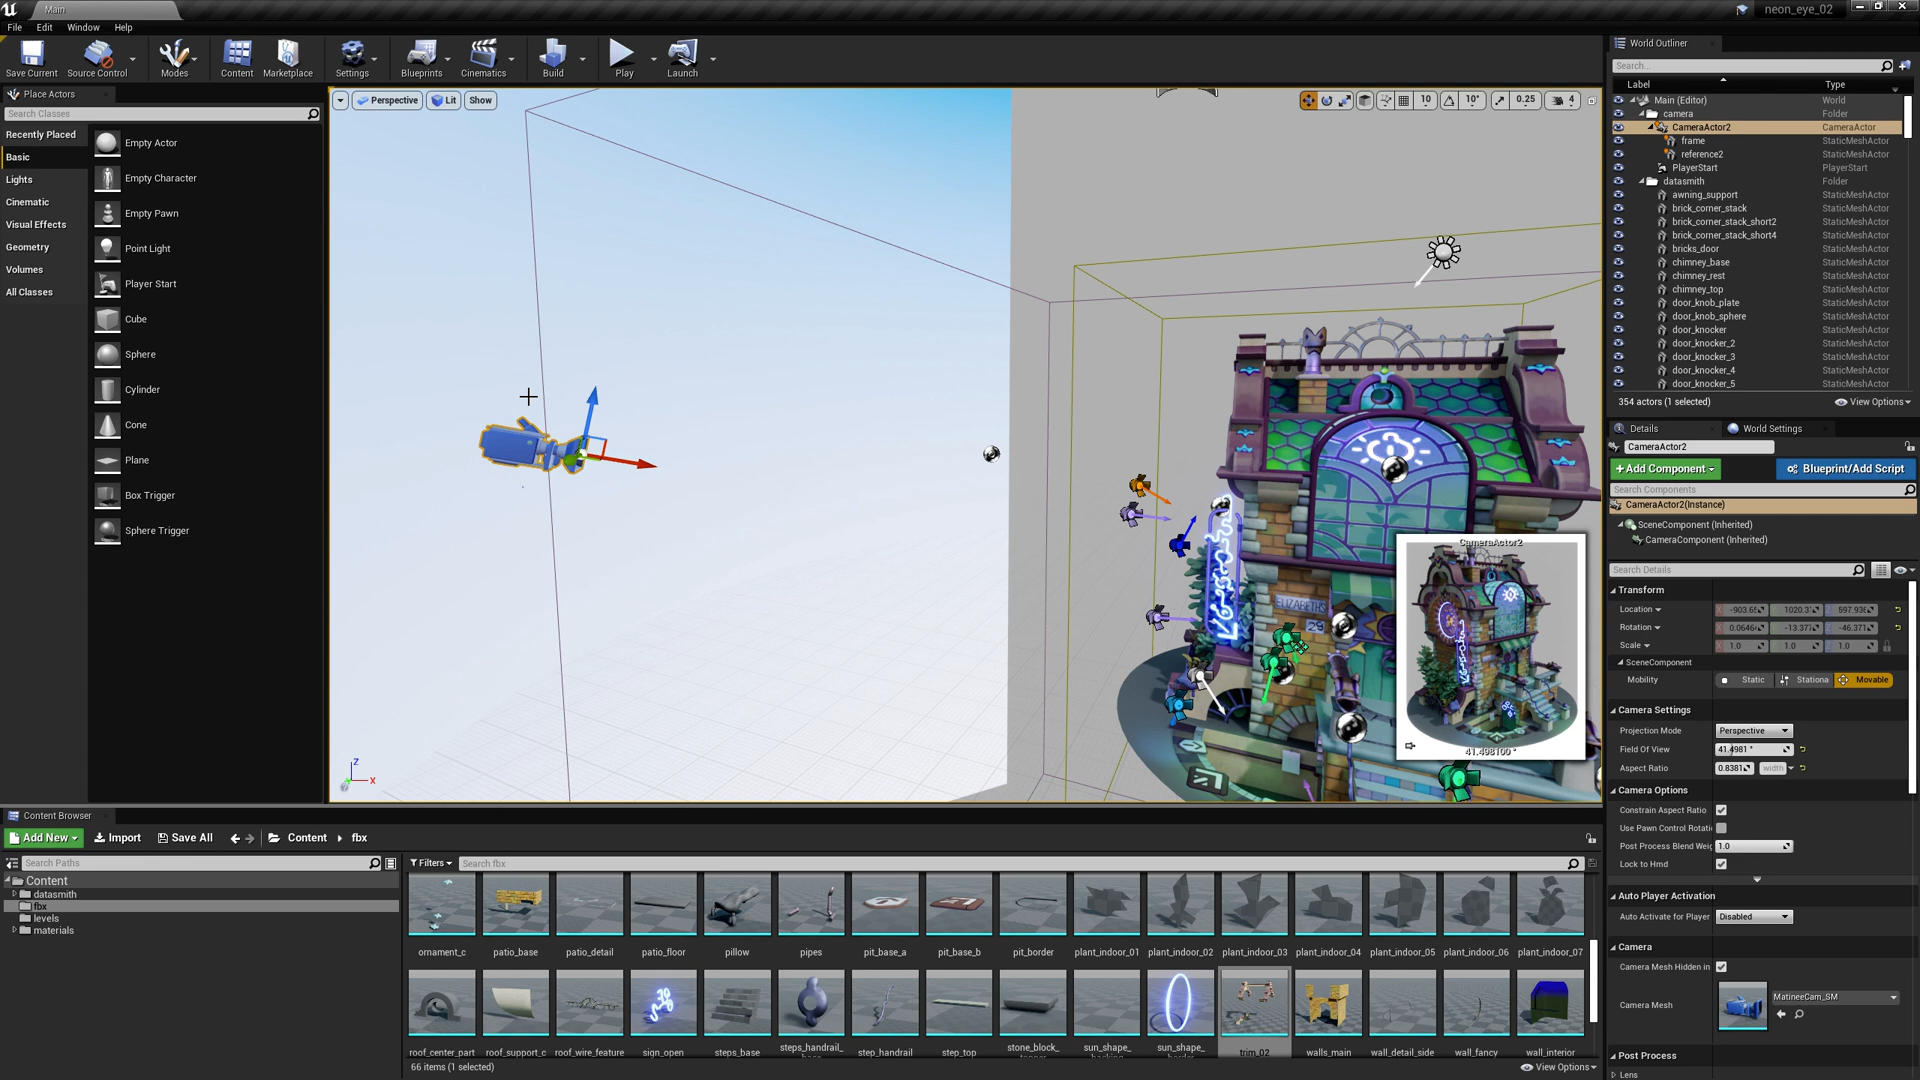 Main
neon_eye_02
File Edit Window Help
Save Current Source Control Modes Content Marketplace Settings Blueprints Cinematics Build Play Launch
Place Actors
Search Classes
Recently Placed
Basic
Lights
Cinematic
Visual Effects
Geometry
Volumes
All Classes
Empty Actor
Empty Character
Empty Pawn
Point Light
Player Start
Cube
Sphere
Cylinder
Cone
Plane
Box Trigger
Sphere Trigger
Perspective Lit Show
10 10° 0.25 4
ELIZABETHS
29
CameraActor2
41.498100 °
Z
X
World Outliner
Search...
Label Type
Main (Editor) World
camera Folder
CameraActor2 CameraActor
frame StaticMeshActor
reference2 StaticMeshActor
PlayerStart PlayerStart
datasmith Folder
awning_support StaticMeshActor
brick_corner_stack StaticMeshActor
brick_corner_stack_short2 StaticMeshActor
brick_corner_stack_short4 StaticMeshActor
bricks_door StaticMeshActor
chimney_base StaticMeshActor
chimney_rest StaticMeshActor
chimney_top StaticMeshActor
door_knob_plate StaticMeshActor
door_knob_sphere StaticMeshActor
door_knocker StaticMeshActor
door_knocker_2 StaticMeshActor
door_knocker_3 StaticMeshActor
door_knocker_4 StaticMeshActor
door_knocker_5 StaticMeshActor
354 actors (1 selected) View Options
Details World Settings
CameraActor2
+Add Component Blueprint/Add Script
Search Components
CameraActor2(Instance)
SceneComponent (Inherited)
CameraComponent (Inherited)
Search Details
Transform
Location X -903.65 1020.3 597.936
Rotation X 0.0646 -13.377 -46.371
Scale X 1.0 1.0 1.0
SceneComponent
Mobility Static Stationa Movable
Camera Settings
Projection Mode Perspective
Field Of View 41.4981 °
Aspect Ratio 0.8381 width
Camera Options
Constrain Aspect Ratio
Use Pawn Control Rotati
Post Process Blend Weig 1.0
Lock to Hmd
Auto Player Activation
Auto Activate for Player Disabled
Camera
Camera Mesh Hidden in
Camera Mesh MatineeCam_SM
Post Process
Lens
Content Browser
Add New Import Save All Content fbx
Search Paths
Content
datasmith
fbx
levels
materials
Filters Search fbx
ornament_c patio_base patio_detail patio_floor pillow pipes pit_base_a pit_base_b pit_border plant_indoor_01 plant_indoor_02 plant_indoor_03 plant_indoor_04 plant_indoor_05 plant_indoor_06 plant_indoor_07
roof_center_part roof_support_c roof_wire_feature sign_open steps_base steps_handrail_ step_handrail step_top stone_block_ sun_shape_ sun_shape_ trim_02 walls_main wall_detail_side wall_fancy wall_interior
66 items (1 selected) View Options